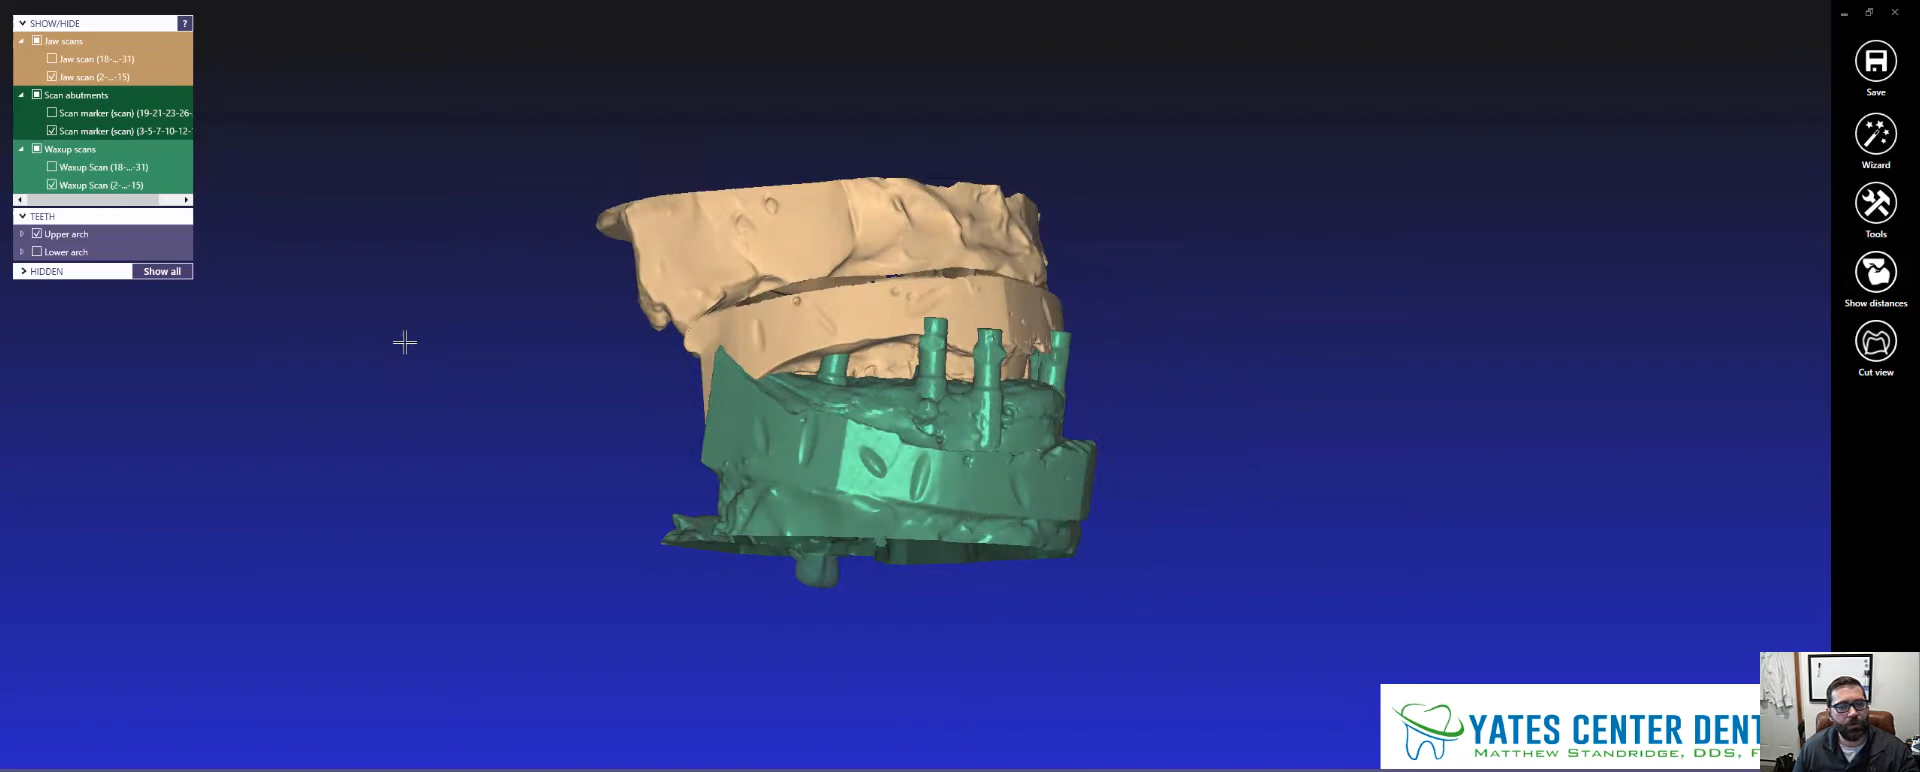 SHOW/HIDE ?
Jaw scans
Jaw scan (18-...-31)
Jaw scan (2-...-15)
Scan abutments
Scan marker (scan) (19-21-23-26-
Scan marker (scan) (3-5-7-10-12-
Waxup scans
Waxup Scan (18-...-31)
Waxup Scan (2-...-15)
TEETH
Upper arch
Lower arch
HIDDEN Show all
Save
Wizard
Tools
Show distances
Cut view
YATES CENTER DENT
MATTHEW STANDRIDGE, DDS, F